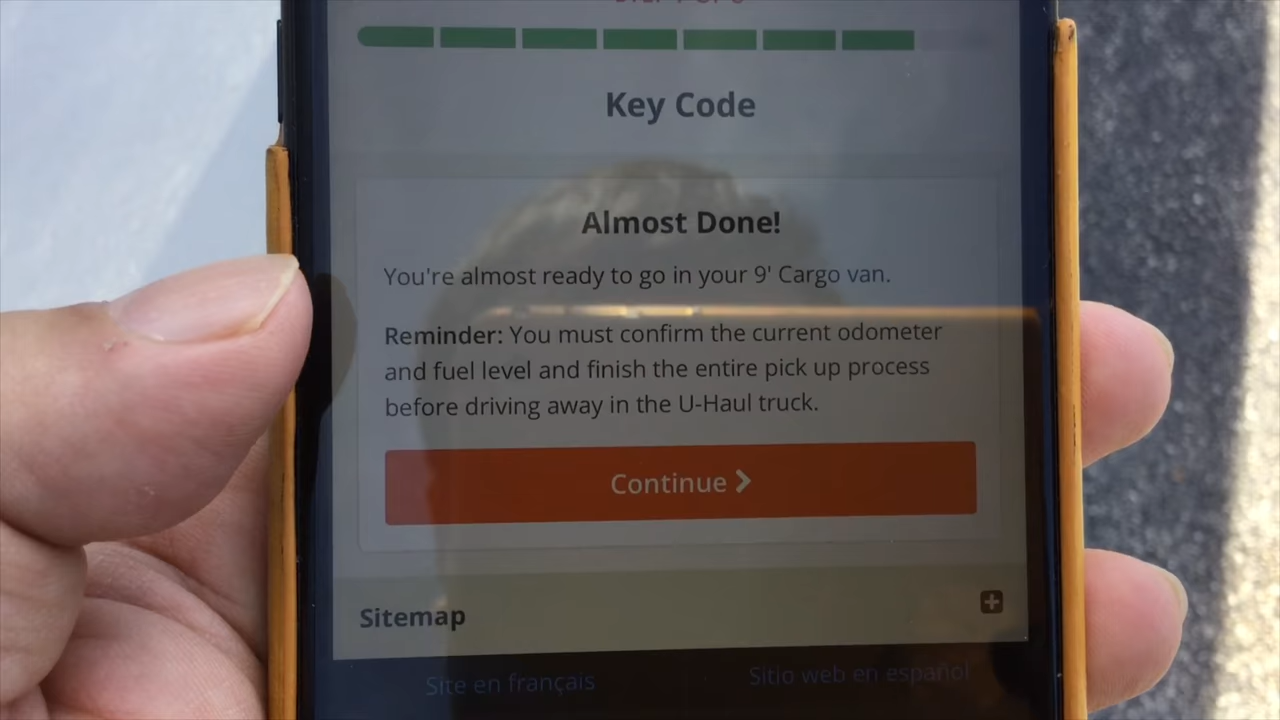 Key Code
Almost Done!
You're almost ready to go in your 9' Cargo van.
Reminder: You must confirm the current odometer
and fuel level and finish the entire pick up process
before driving away in the U-Haul truck.
Continue
Sitemap
Site en français
Sitio web en español